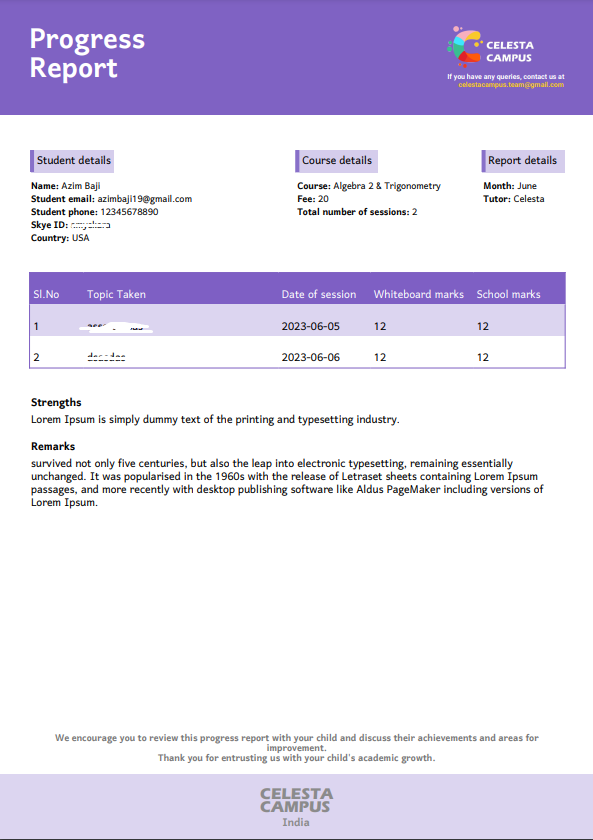 Progress
Report
CELESTA
CAMPUS
If you have any queries, contact us at
celestacampus.team@gmail.com
Student details
Course details
Report details
Name: Azim Baji
Student email: azimbaji19@gmail.com
Student phone: 12345678890
Skye ID:
Country: USA
Course: Algebra 2 & Trigonometry
Fee: 20
Total number of sessions: 2
Month: June
Tutor: Celesta
Sl.No Topic Taken Date of session Whiteboard marks School marks
1 2023-06-05 12 12
2 2023-06-06 12 12
Strengths
Lorem Ipsum is simply dummy text of the printing and typesetting industry.
Remarks
survived not only five centuries, but also the leap into electronic typesetting, remaining essentially
unchanged. It was popularised in the 1960s with the release of Letraset sheets containing Lorem Ipsum
passages, and more recently with desktop publishing software like Aldus PageMaker including versions of
Lorem Ipsum.
We encourage you to review this progress report with your child and discuss their achievements and areas for
improvement.
Thank you for entrusting us with your child's academic growth.
CELESTA
CAMPUS
India